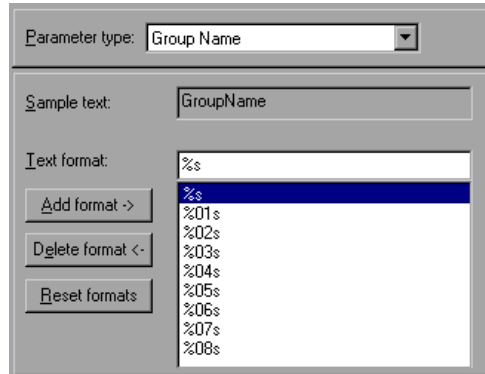 Parameter type: Group Name
Sample text: GroupName
Text format: %s
%s
Add format ->
%01s
%02s
Delete format <-
%03s
%04s
Reset formats
%05s
%06s
%07s
%08s